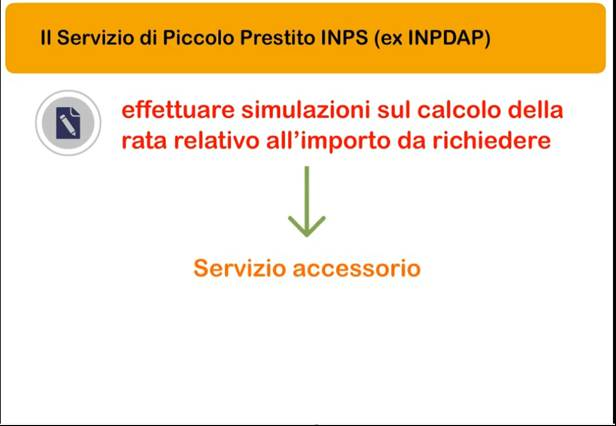 Il Servizio di Piccolo Prestito INPS (ex INPDAP)
effettuare simulazioni sul calcolo della
rata relativo all’importo da richiedere
Servizio accessorio